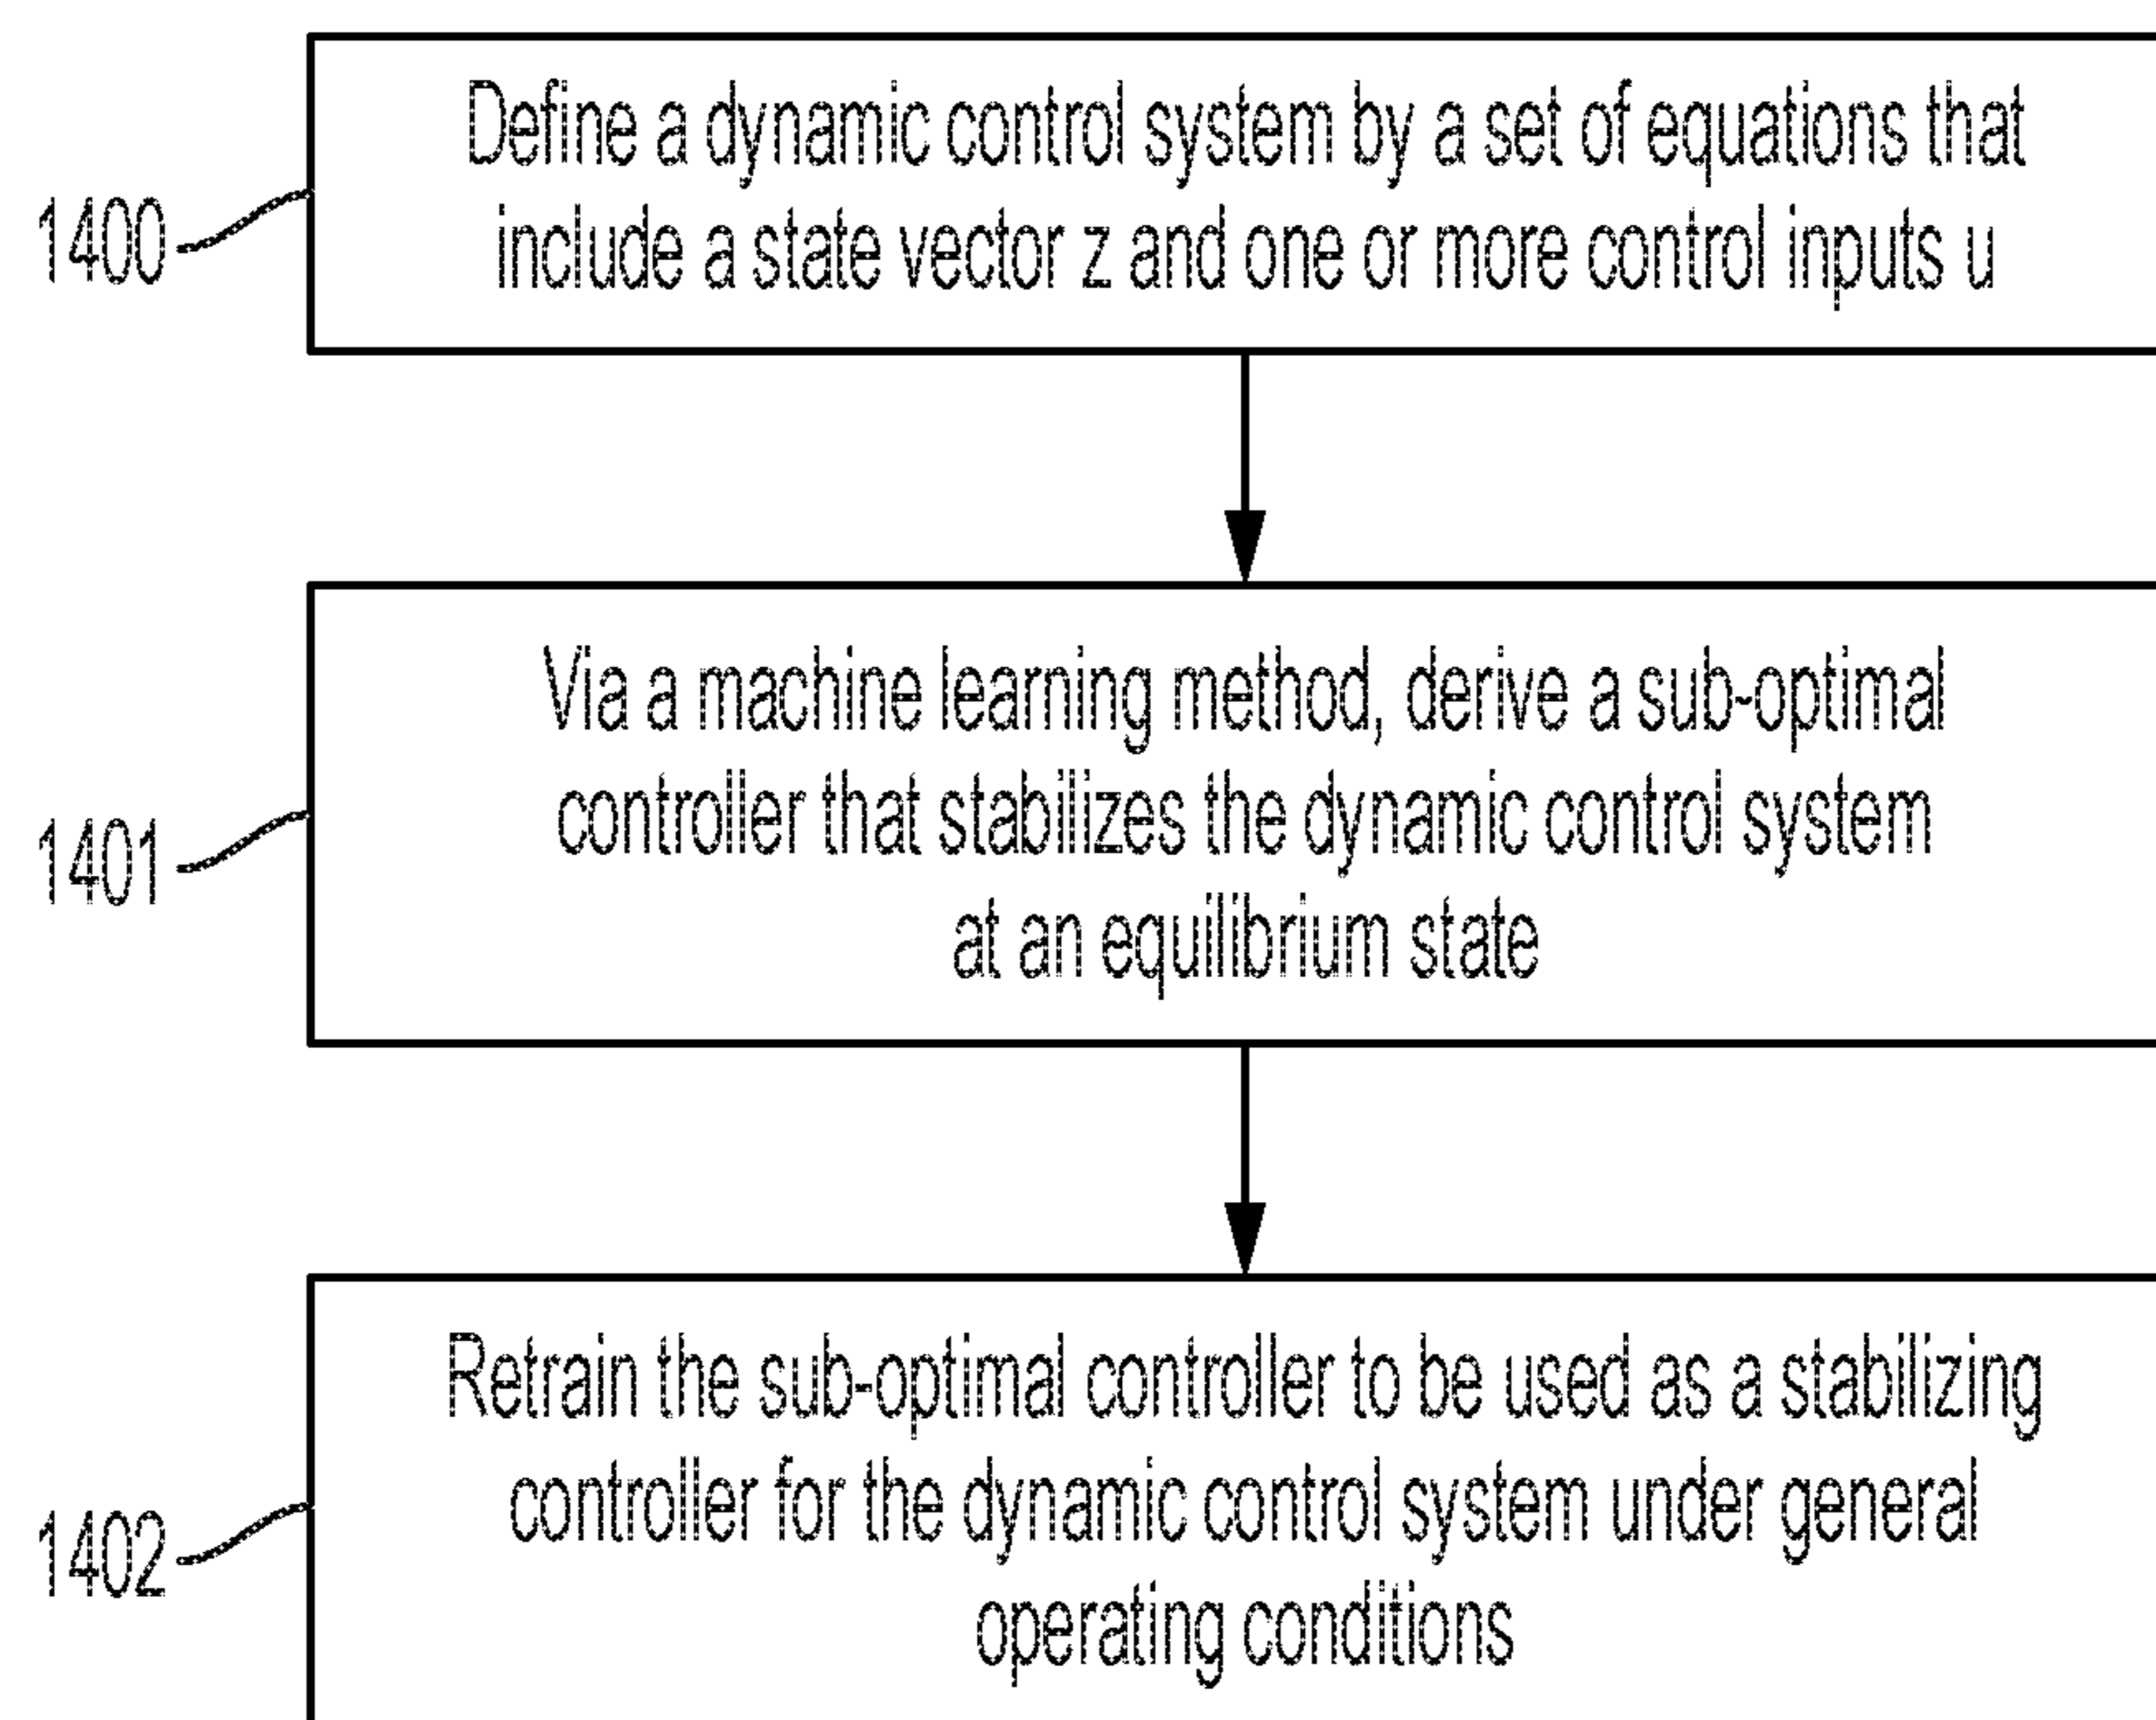 Define a dynamic control system by a set of equations that
include a state vector z and one or more control inputs u
1400
Via a machine learning method, derive a sub-optimal
controller that stabilizes the dynamic control system
at an equilibrium state
1401
Retrain the sub-optimal controller to be used as a stabilizing
controller for the dynamic control system under general
operating conditions
1402